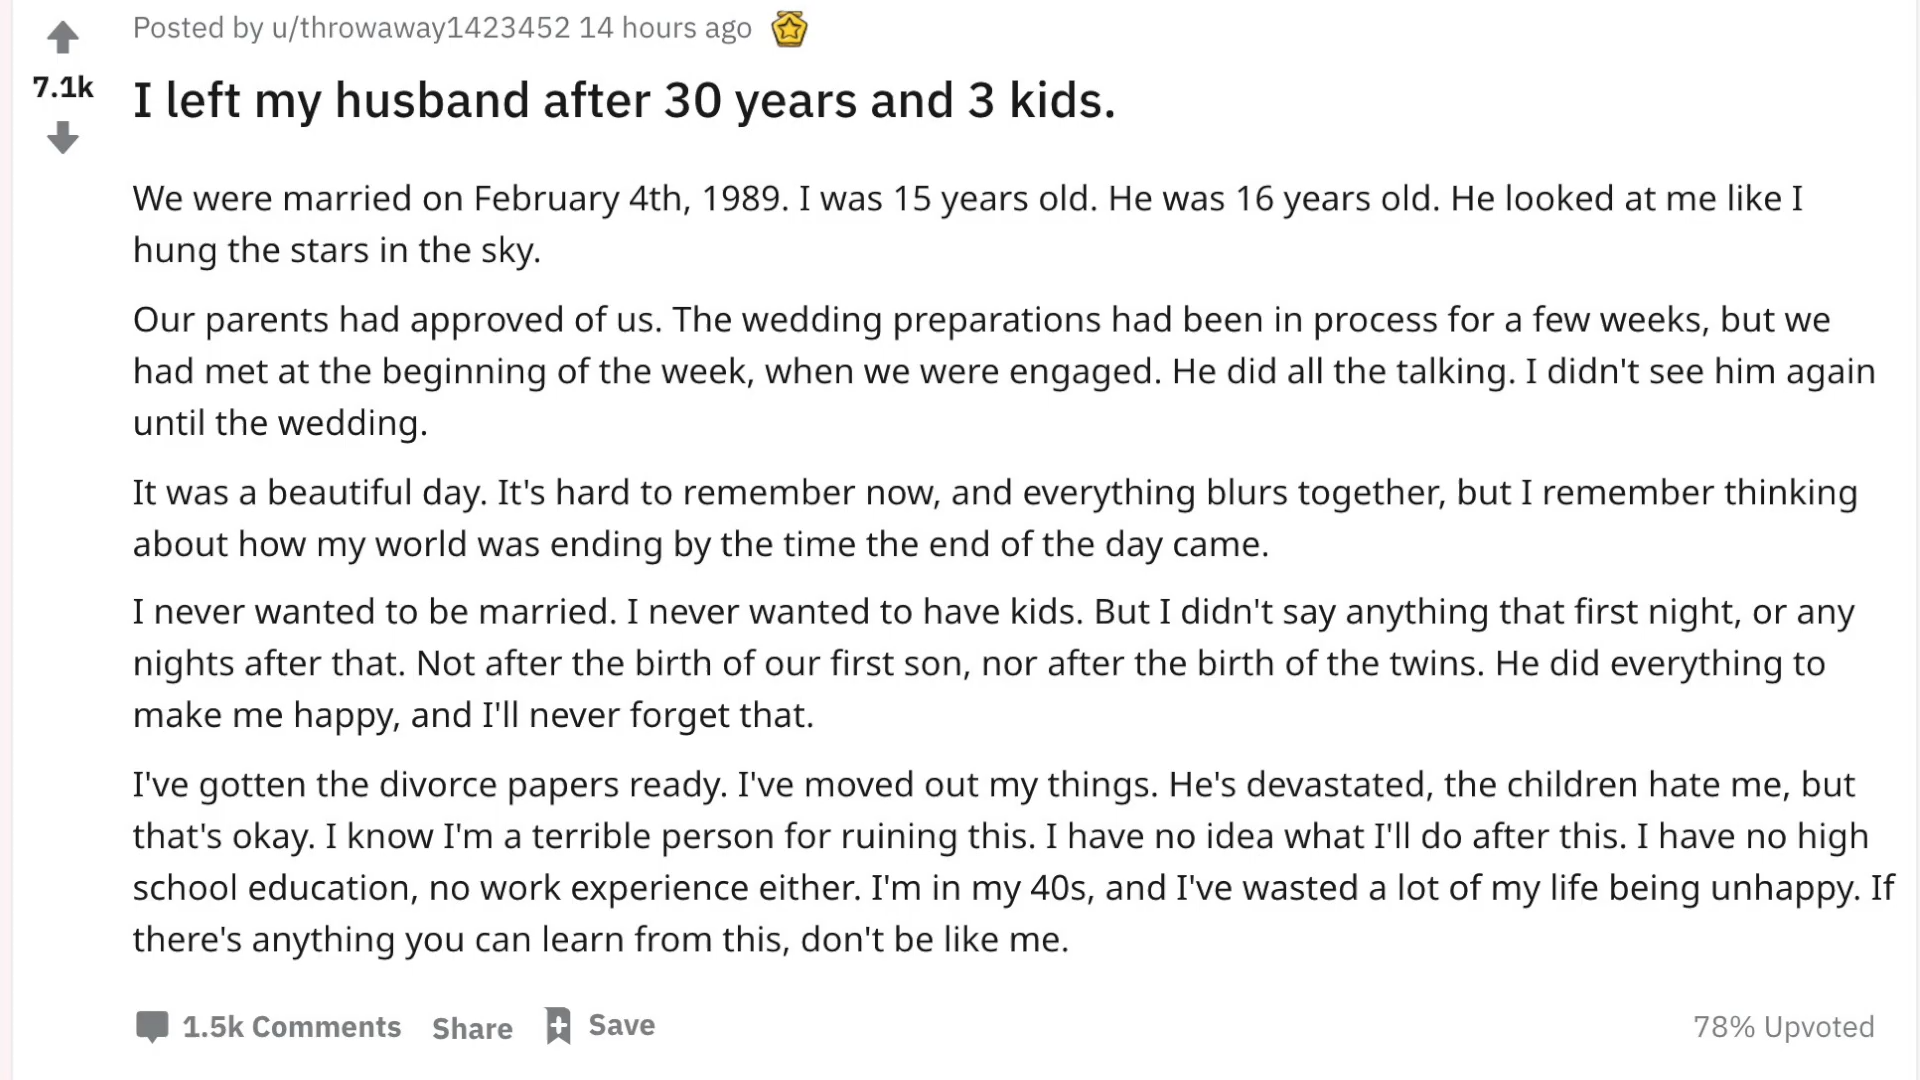 Posted by u/throwaway1423452 14 hours ago
7.1k
I left my husband after 30 years and 3 kids.
We were married on February 4th, 1989. I was 15 years old. He was 16 years old. He looked at me like I
hung the stars in the sky.
Our parents had approved of us. The wedding preparations had been in process for a few weeks, but we
had met at the beginning of the week, when we were engaged. He did all the talking. I didn't see him again
until the wedding.
It was a beautiful day. It's hard to remember now, and everything blurs together, but I remember thinking
about how my world was ending by the time the end of the day came.
I never wanted to be married. I never wanted to have kids. But I didn't say anything that first night, or any
nights after that. Not after the birth of our first son, nor after the birth of the twins. He did everything to
make me happy, and I'll never forget that.
I've gotten the divorce papers ready. I've moved out my things. He's devastated, the children hate me, but
that's okay. I know I'm a terrible person for ruining this. I have no idea what I'll do after this. I have no high
school education, no work experience either. I'm in my 40s, and I've wasted a lot of my life being unhappy. If
there's anything you can learn from this, don't be like me.
1.5k Comments Share Save 78% Upvoted